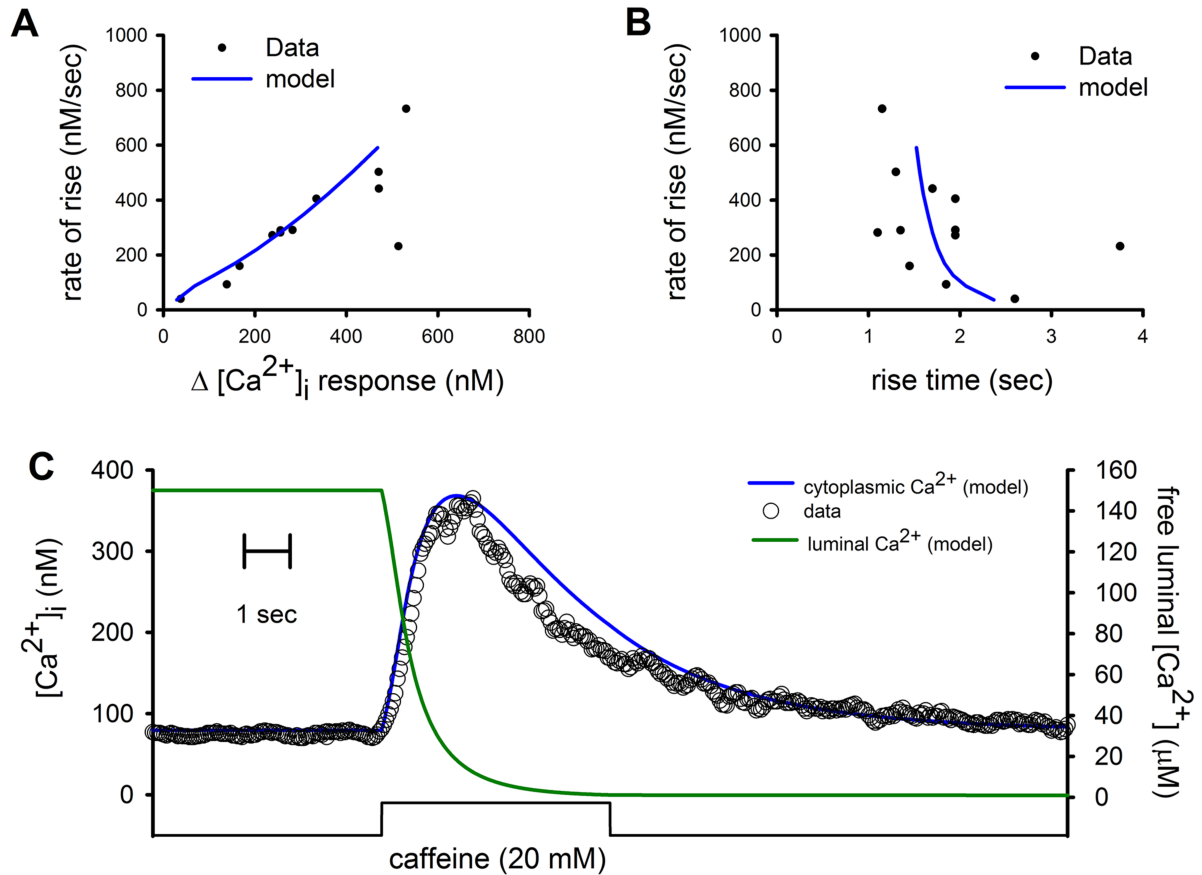 A
rate of rise (nM/sec)
1000
800
600
400
200
0
0 200 400 600 800
Δ [Ca2+]i response (nM)
Data
model
B
rate of rise (nM/sec)
1000
800
600
400
200
0
0 1 2 3 4
rise time (sec)
Data
model
C
[Ca2+]i (nM)
400
300
200
100
0
1 sec
cytoplasmic Ca2+ (model)
data
luminal Ca2+ (model)
160
140
120
100
80
60
40
20
0
free luminal [Ca2+] (μM)
caffeine (20 mM)